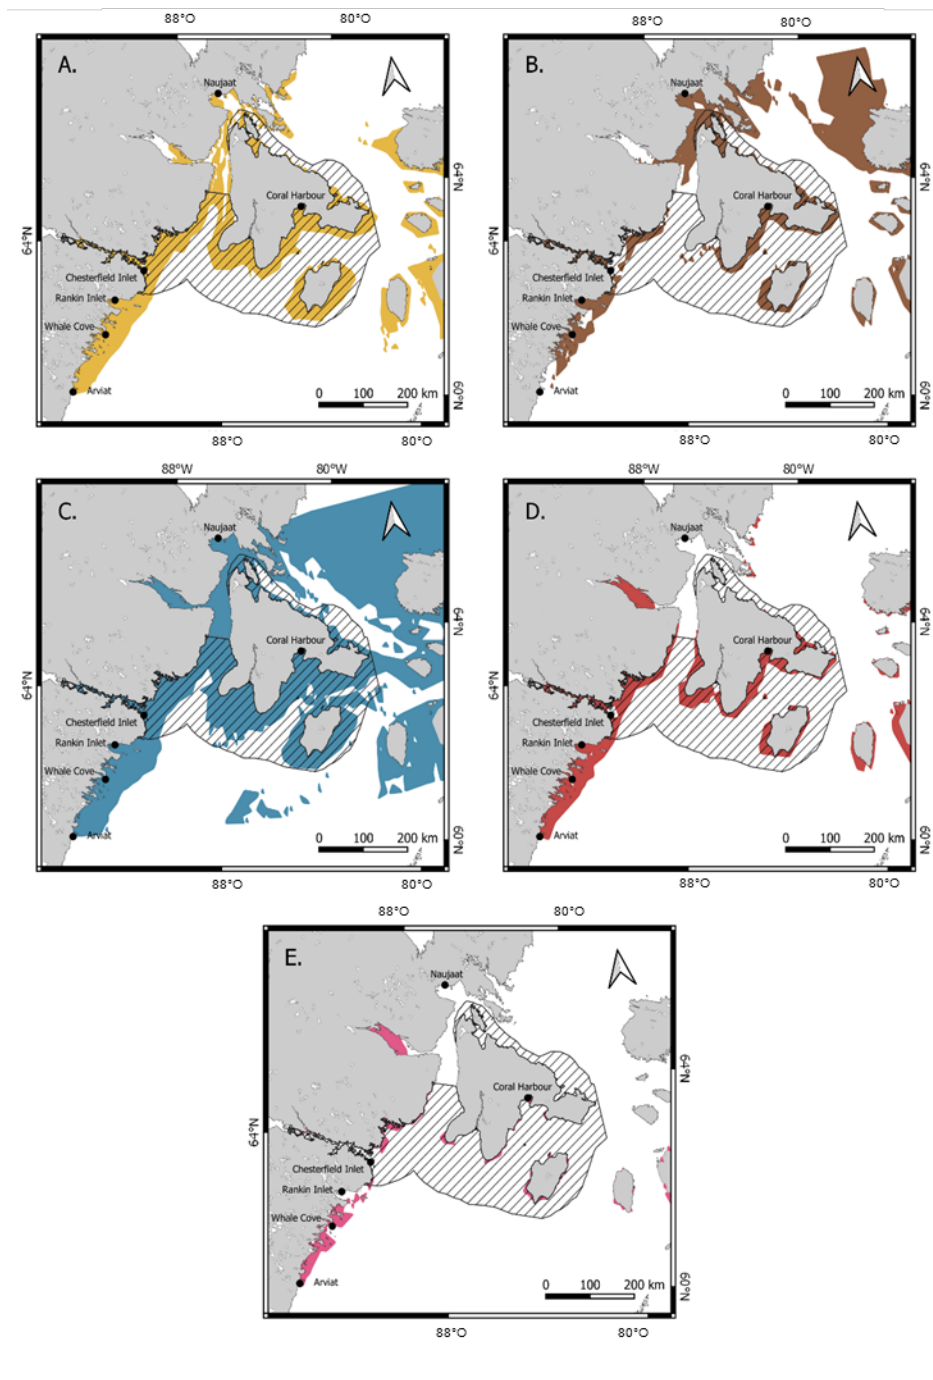 88°O 80°O
88°O 80°O
A.
Naujaat
Coral Harbour
64°N
64°N
Chesterfield Inlet
Rankin Inlet
Whale Cove
Arviat
0 100 200 km
60°N
88°O 80°O
B.
Naujaat
Coral Harbour
64°N
64°N
Chesterfield Inlet
Rankin Inlet
Whale Cove
Arviat
0 100 200 km
60°N
88°O 80°O
88°W 80°W
88°W 80°W
C.
Naujaat
Coral Harbour
64°N
64°N
Chesterfield Inlet
Rankin Inlet
Whale Cove
Arviat
0 100 200 km
60°N
88°O 80°O
D.
Naujaat
Coral Harbour
64°N
64°N
Chesterfield Inlet
Rankin Inlet
Whale Cove
Arviat
0 100 200 km
60°N
88°O 80°O
88°O 80°O
E.
Naujaat
Coral Harbour
64°N
64°N
Chesterfield Inlet
Rankin Inlet
Whale Cove
Arviat
0 100 200 km
60°N
88°O 80°O